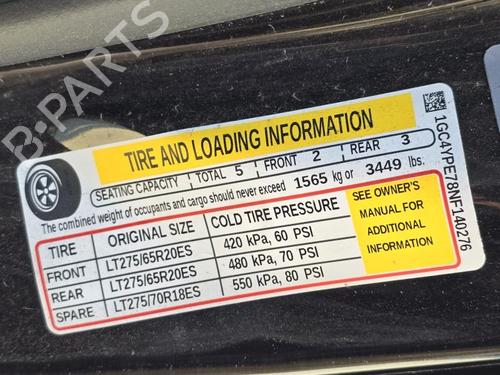 B-PARTS
TIRE AND LOADING INFORMATION
SEATING CAPACITY TOTAL 5 FRONT 2 REAR 3
The combined weight of occupants and cargo should never exceed 1565 kg or 3449 lbs.
TIRE ORIGINAL SIZE COLD TIRE PRESSURE
FRONT LT275/65R20ES 420 kPa, 60 PSI
REAR LT275/65R20ES 480 kPa, 70 PSI
SPARE LT275/70R18ES 550 kPa, 80 PSI
SEE OWNER'S
MANUAL FOR
ADDITIONAL
INFORMATION
1GC4YPE78NF140276